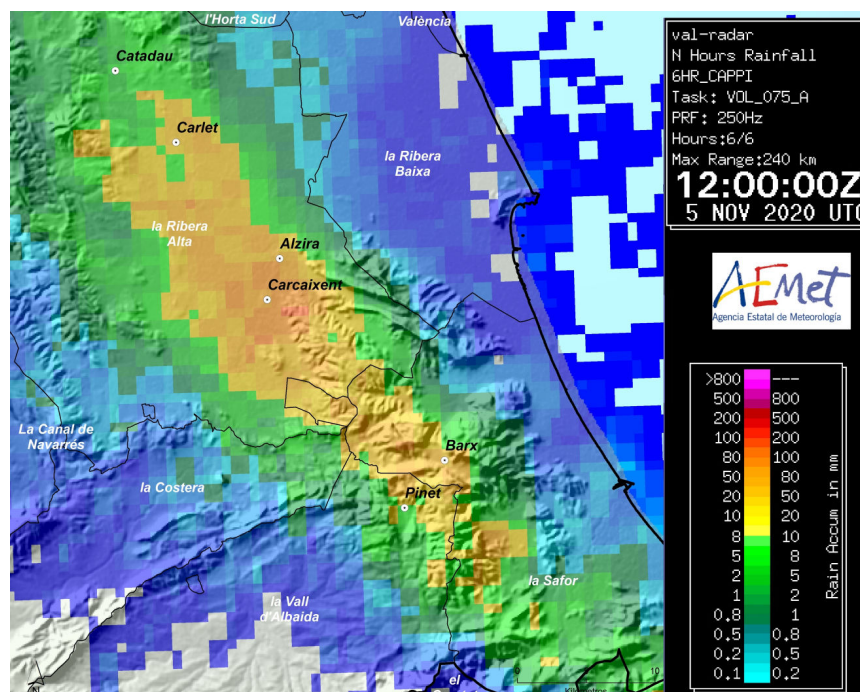 l'Horta Sud
València
Catadau
Carlet
la Ribera
Baixa
la Ribera
Alta
Alzira
Carcaixent
La Canal de
Navarrés
Barx
la Costera
Pinet
la Safor
la Vall
d'Albaida
el
N
0
10
Kilometres
val-radar
N Hours Rainfall
6HR_CAPPI
Task: VOL_075_A
PRF: 250Hz
Hours:6/6
Max Range:240 km
12:00:00Z
5 NOV 2020 UTC
AEMet
Agencia Estatal de Meteorología
>800 ---
500 800
200 500
100 200
80 100
50 80
20 50
10 20
8 10
5 8
2 5
1 2
0.8 1
0.5 0.8
0.2 0.5
0.1 0.2
Rain Accum in mm